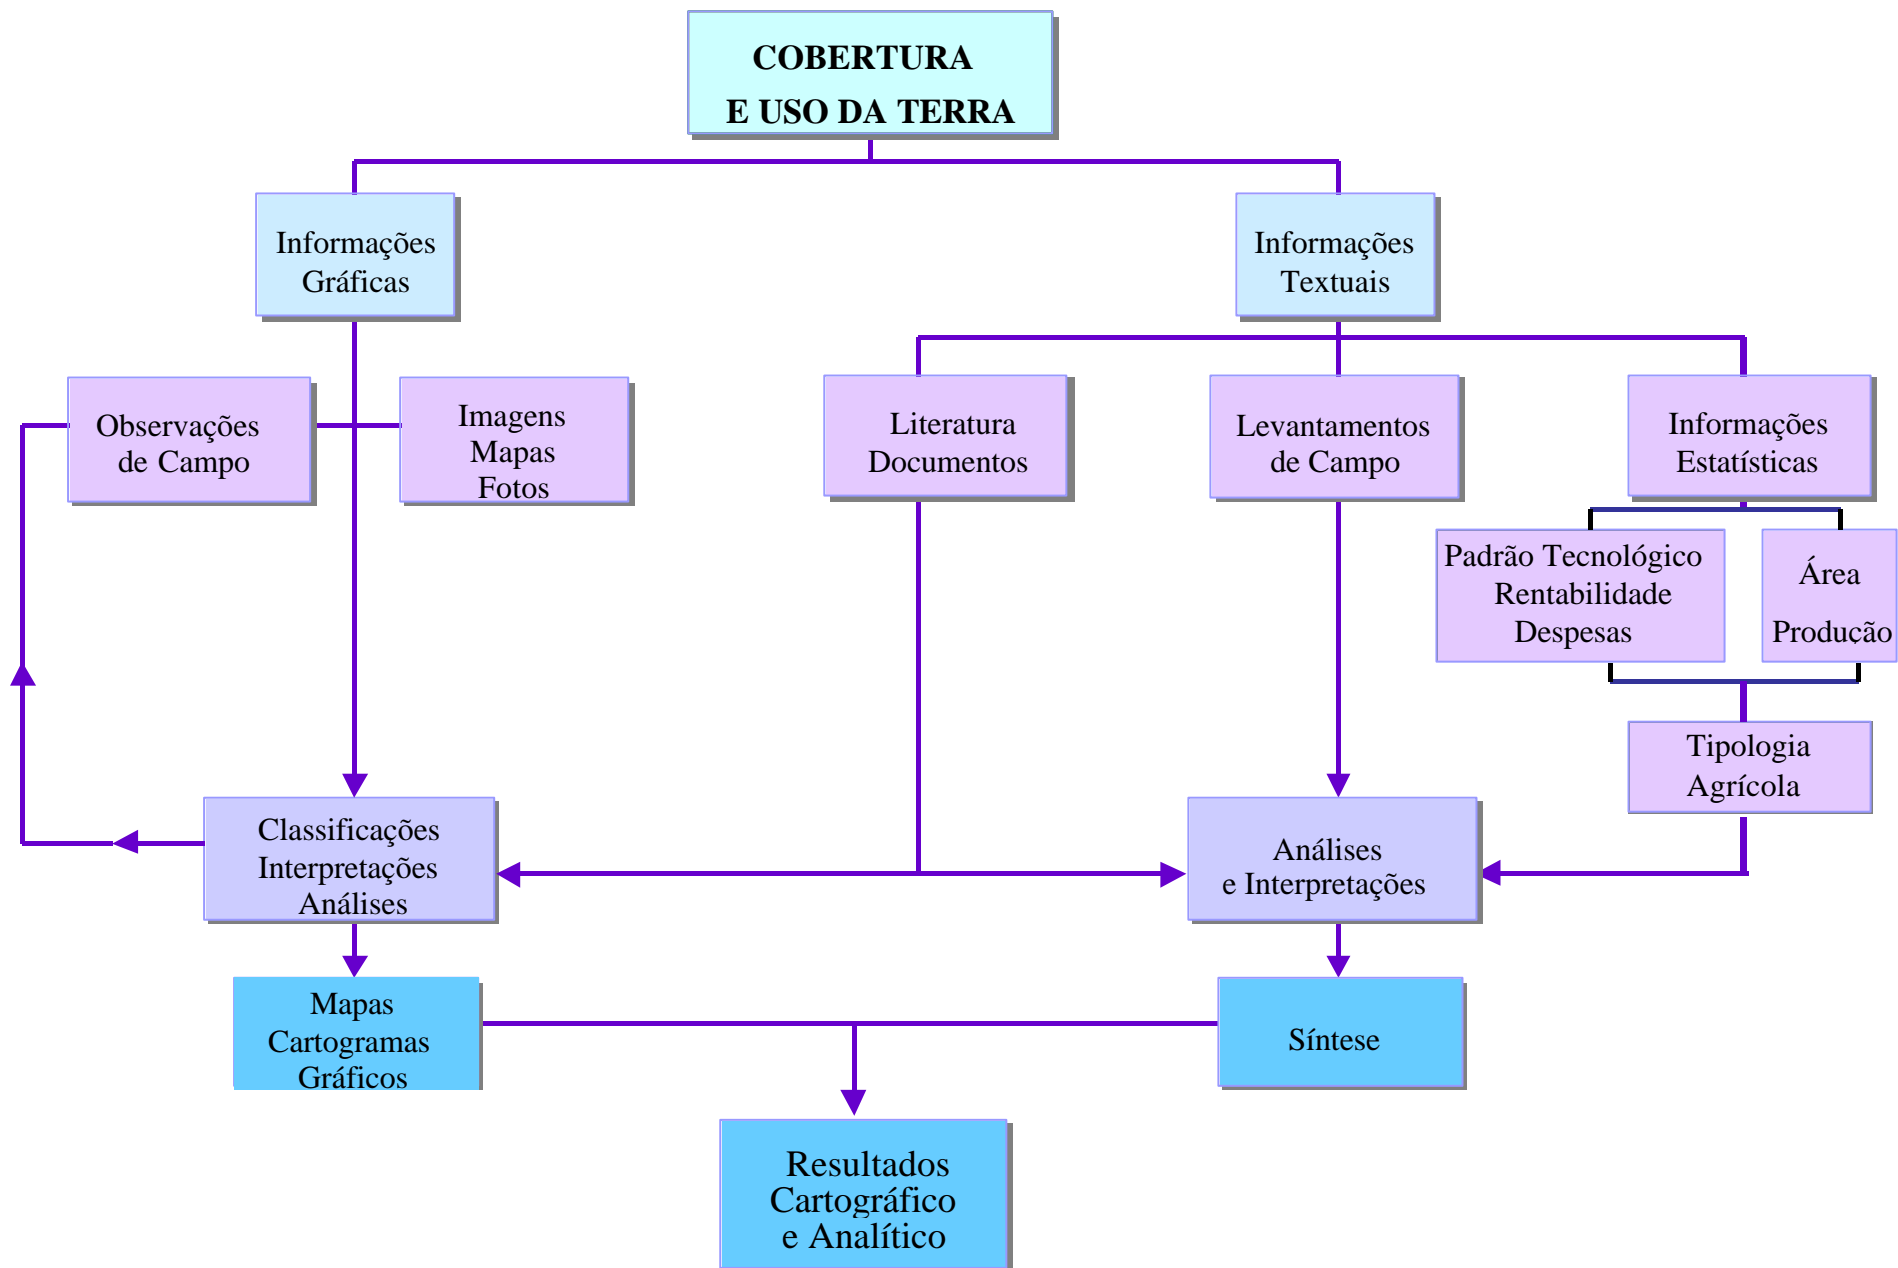 COBERTURA
E USO DA TERRA
Informações
Gráficas
Informações
Textuais
Observações
de Campo
Imagens
Mapas
Fotos
Literatura
Documentos
Levantamentos
de Campo
Informações
Estatísticas
Padrão Tecnológico
Rentabilidade
Despesas
Área
Produção
Tipologia
Agrícola
Classificações
Interpretações
Análises
Análises
e Interpretações
Mapas
Cartogramas
Gráficos
Síntese
Resultados
Cartográfico
e Analítico